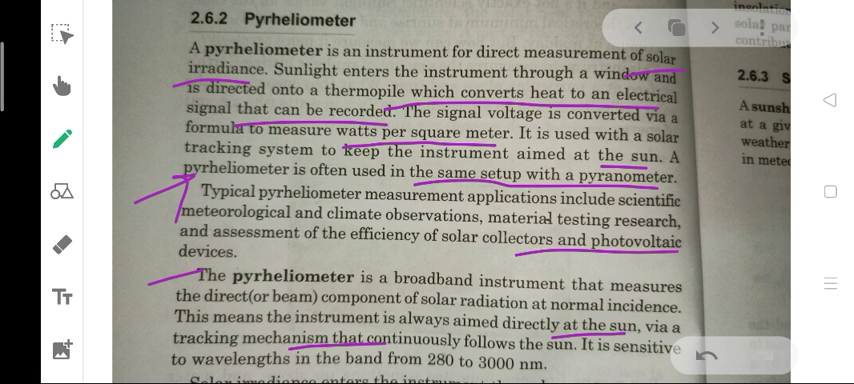 2.6.2 Pyrheliometer
A pyrheliometer is an instrument for direct measurement of solar
irradiance. Sunlight enters the instrument through a window and
is directed onto a thermopile which converts heat to an electrical
signal that can be recorded. The signal voltage is converted via a
formula to measure watts per square meter. It is used with a solar
tracking system to keep the instrument aimed at the sun. A
pyrheliometer is often used in the same setup with a pyranometer.
Typical pyrheliometer measurement applications include scientific
meteorological and climate observations, material testing research,
and assessment of the efficiency of solar collectors and photovoltaic
devices.
The pyrheliometer is a broadband instrument that measures
the direct(or beam) component of solar radiation at normal incidence.
This means the instrument is always aimed directly at the sun, via a
tracking mechanism that continuously follows the sun. It is sensitive
to wavelengths in the band from 280 to 3000 nm.
2.6.3 S
A sunsh
at a giv
weather
in mete
Tt